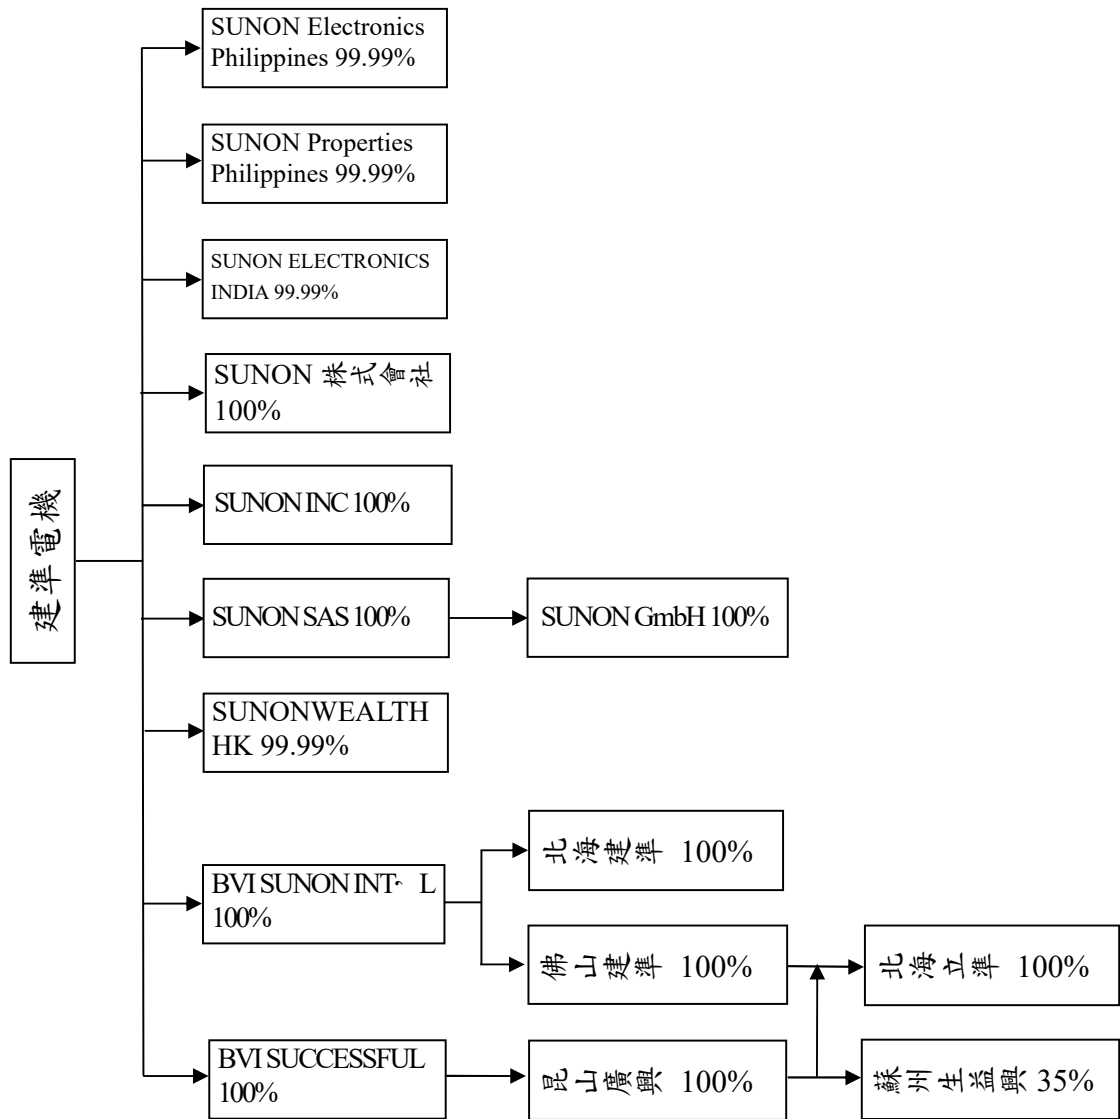 SUNON Electronics
Philippines 99.99%
SUNON Properties
Philippines 99.99%
SUNON ELECTRONICS
INDIA 99.99%
SUNON 株式會社
100%
建準電機
SUNON INC 100%
SUNON SAS 100%
SUNON GmbH 100%
SUNONWEALTH
HK 99.99%
北海建準 100%
BVI SUNON INT、L
100%
佛山建準 100%
北海立準 100%
BVI SUCCESSFUL
100%
昆山廣興 100%
蘇州生益興 35%